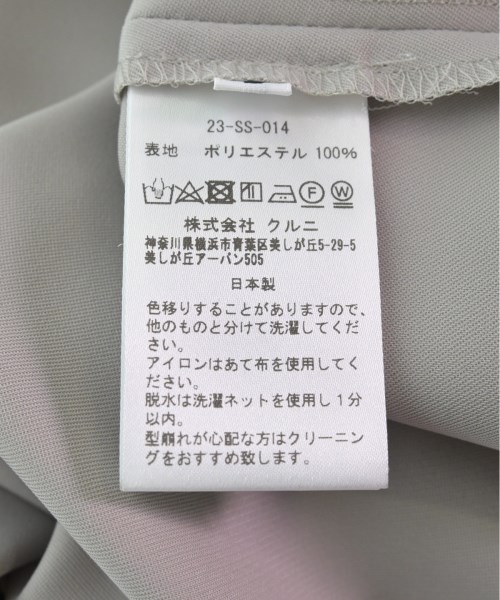 23-SS-014
表地 ポリエステル 100%
F W
株式会社 クルニ
神奈川県横浜市青葉区美しが丘5-29-5
美しが丘アーバン505
日本製
色移りすることがありますので、
他のものと分けて洗濯してくだ
さい。
アイロンはあて布を使用してく
ださい。
脱水は洗濯ネットを使用し1分
以内。
型崩れが心配な方はクリーニン
グをおすすめ致します。